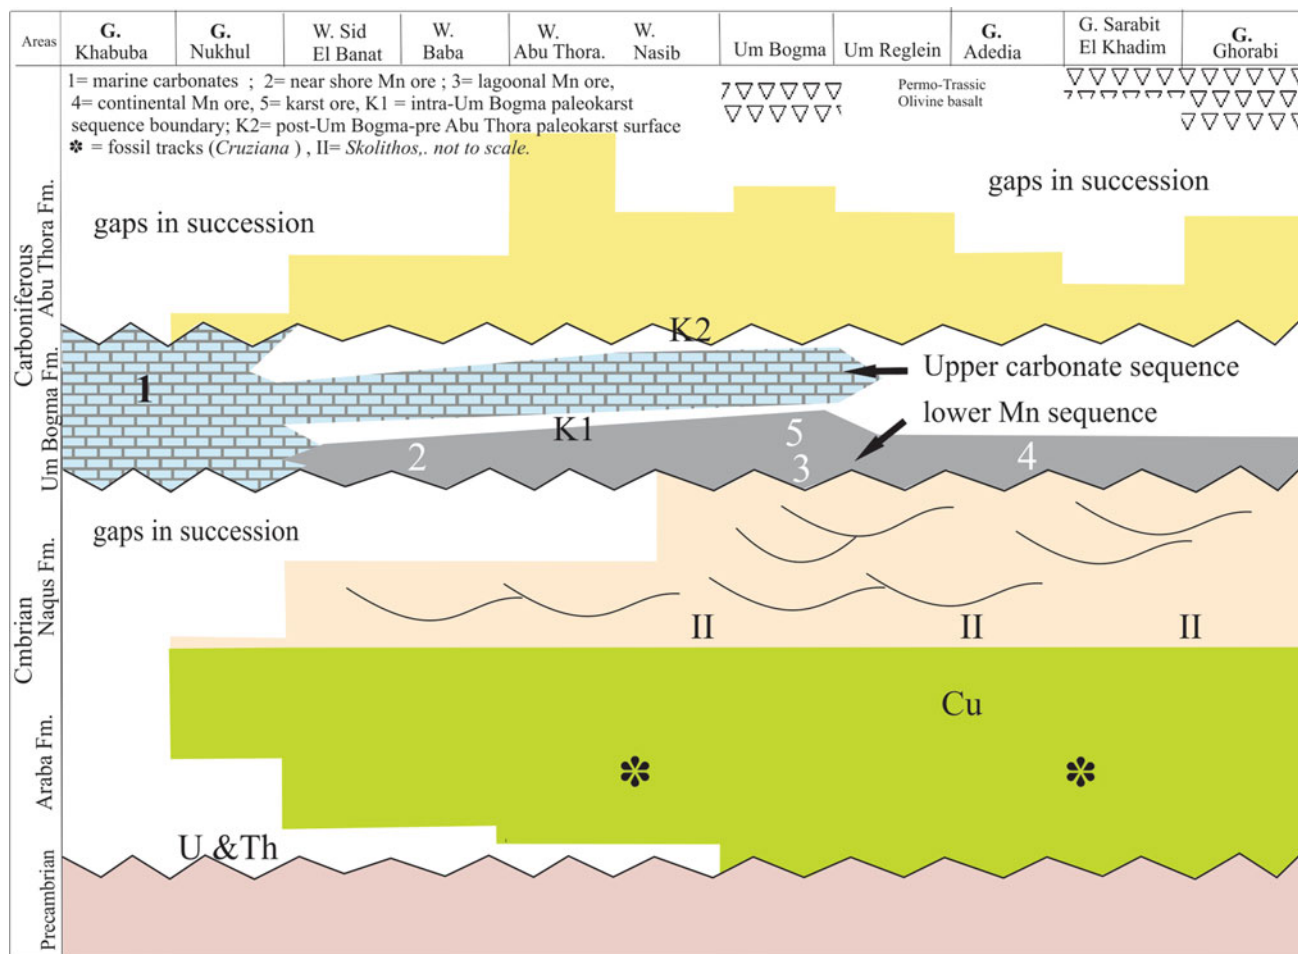 Areas
G.
Khabuba
G.
Nukhul
W. Sid
El Banat
W.
Baba
W.
Abu Thora.
W.
Nasib
Um Bogma
Um Reglein
G.
Adedia
G. Sarabit
El Khadim
G.
Ghorabi
1= marine carbonates ; 2= near shore Mn ore ; 3= lagoonal Mn ore,
4= continental Mn ore, 5= karst ore, K1 = intra-Um Bogma paleokarst
sequence boundary; K2= post-Um Bogma-pre Abu Thora paleokarst surface
✽ = fossil tracks (Cruziana ) , II= Skolithos,. not to scale.
Permo-Trassic
Olivine basalt
gaps in succession
gaps in succession
Carboniferous
Abu Thora Fm.
Um Bogma Fm.
K2
1
Upper carbonate sequence
lower Mn sequence
K1
5
2
3
4
gaps in succession
Cmbrian
Naqus Fm.
II
II
II
Araba Fm.
Cu
✽
✽
U &Th
Precambrian